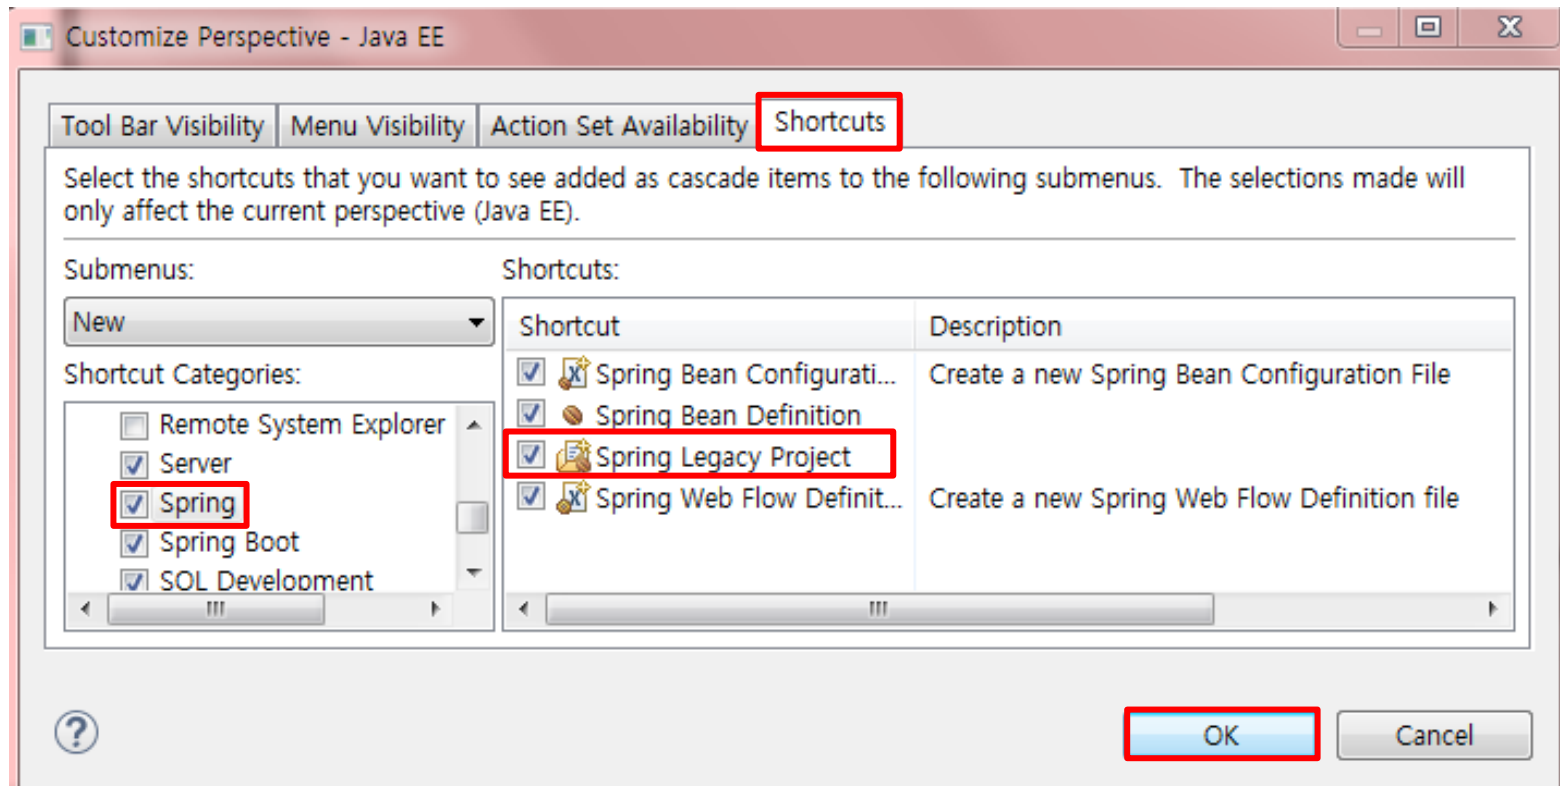 Customize Perspective - Java EE
Tool Bar Visibility
Menu Visibility
Action Set Availability
Shortcuts
Select the shortcuts that you want to see added as cascade items to the following submenus.  The selections made will
only affect the current perspective (Java EE).
Submenus:
New
Shortcut Categories:
Remote System Explorer
Server
Spring
Spring Boot
SQL Development
Shortcuts:
Shortcut
Description
Spring Bean Configurati...
Create a new Spring Bean Configuration File
Spring Bean Definition
Spring Legacy Project
Spring Web Flow Definit...
Create a new Spring Web Flow Definition file
?
OK
Cancel